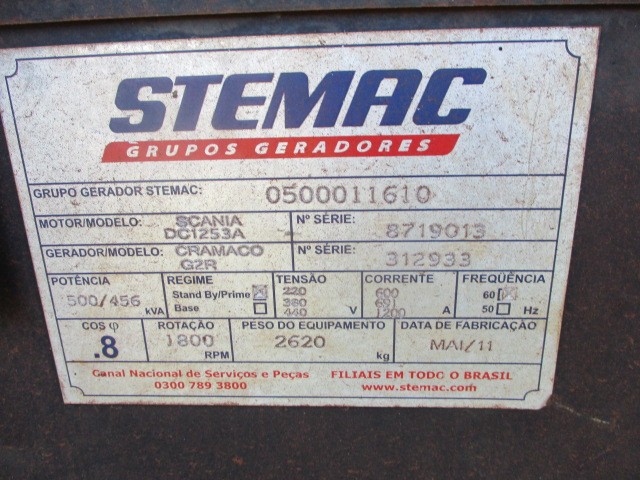 STEMAC
GRUPOS GERADORES
GRUPO GERADOR STEMAC: 0500011610
MOTOR/MODELO: SCANIA DC1253A Nº SÉRIE: 8719013
GERADOR/MODELO: CRAMACO G2R Nº SÉRIE: 312933
POTÊNCIA 500/456 kVA
REGIME
Stand By/Prime
Base
TENSÃO
220
380
440 V
CORRENTE
600
691
1200 A
FREQÜÊNCIA
60
50 Hz
COS φ .8
ROTAÇÃO 1800 RPM
PESO DO EQUIPAMENTO 2620 kg
DATA DE FABRICAÇÃO MAI/11
Canal Nacional de Serviços e Peças
0300 789 3800
FILIAIS EM TODO O BRASIL
www.stemac.com